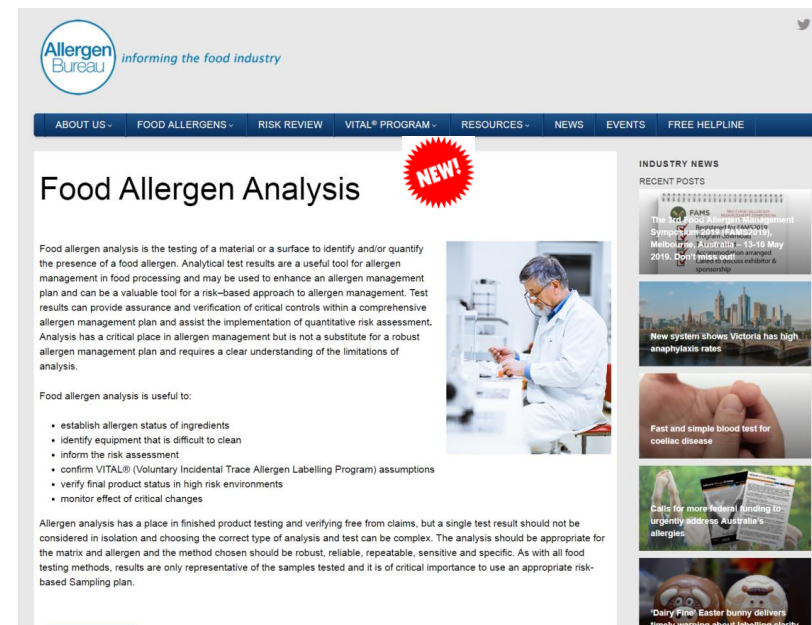 Allergen
Bureau
informing the food industry
ABOUT US
FOOD ALLERGENS
RISK REVIEW
VITAL® PROGRAM
RESOURCES
NEWS
EVENTS
FREE HELPLINE
NEW!
Food Allergen Analysis
Food allergen analysis is the testing of a material or a surface to identify and/or quantify
the presence of a food allergen. Analytical test results are a useful tool for allergen
management in food processing and may be used to enhance an allergen management
plan and can be a valuable tool for a risk–based approach to allergen management. Test
results can provide assurance and verification of critical controls within a comprehensive
allergen management plan and assist the implementation of quantitative risk assessment.
Analysis has a critical place in allergen management but is not a substitute for a robust
allergen management plan and requires a clear understanding of the limitations of
analysis.
Food allergen analysis is useful to:
• establish allergen status of ingredients
• identify equipment that is difficult to clean
• inform the risk assessment
• confirm VITAL® (Voluntary Incidental Trace Allergen Labelling Program) assumptions
• verify final product status in high risk environments
• monitor effect of critical changes
Allergen analysis has a place in finished product testing and verifying free from claims, but a single test result should not be
considered in isolation and choosing the correct type of analysis and test can be complex. The analysis should be appropriate for
the matrix and allergen and the method chosen should be robust, reliable, repeatable, sensitive and specific. As with all food
testing methods, results are only representative of the samples tested and it is of critical importance to use an appropriate risk-
based Sampling plan.
INDUSTRY NEWS
RECENT POSTS
FAMS
The 3rd Food Allergen Management
Symposium 2019 (FAMS2019),
Melbourne, Australia – 13-16 May
2019. Don't miss out!
sponsorship
New system shows Victoria has high
anaphylaxis rates
Fast and simple blood test for
coeliac disease
Calls for more federal funding to
urgently address Australia's
allergies
'Dairy Fine' Easter bunny delivers
timely warning about labelling clarity